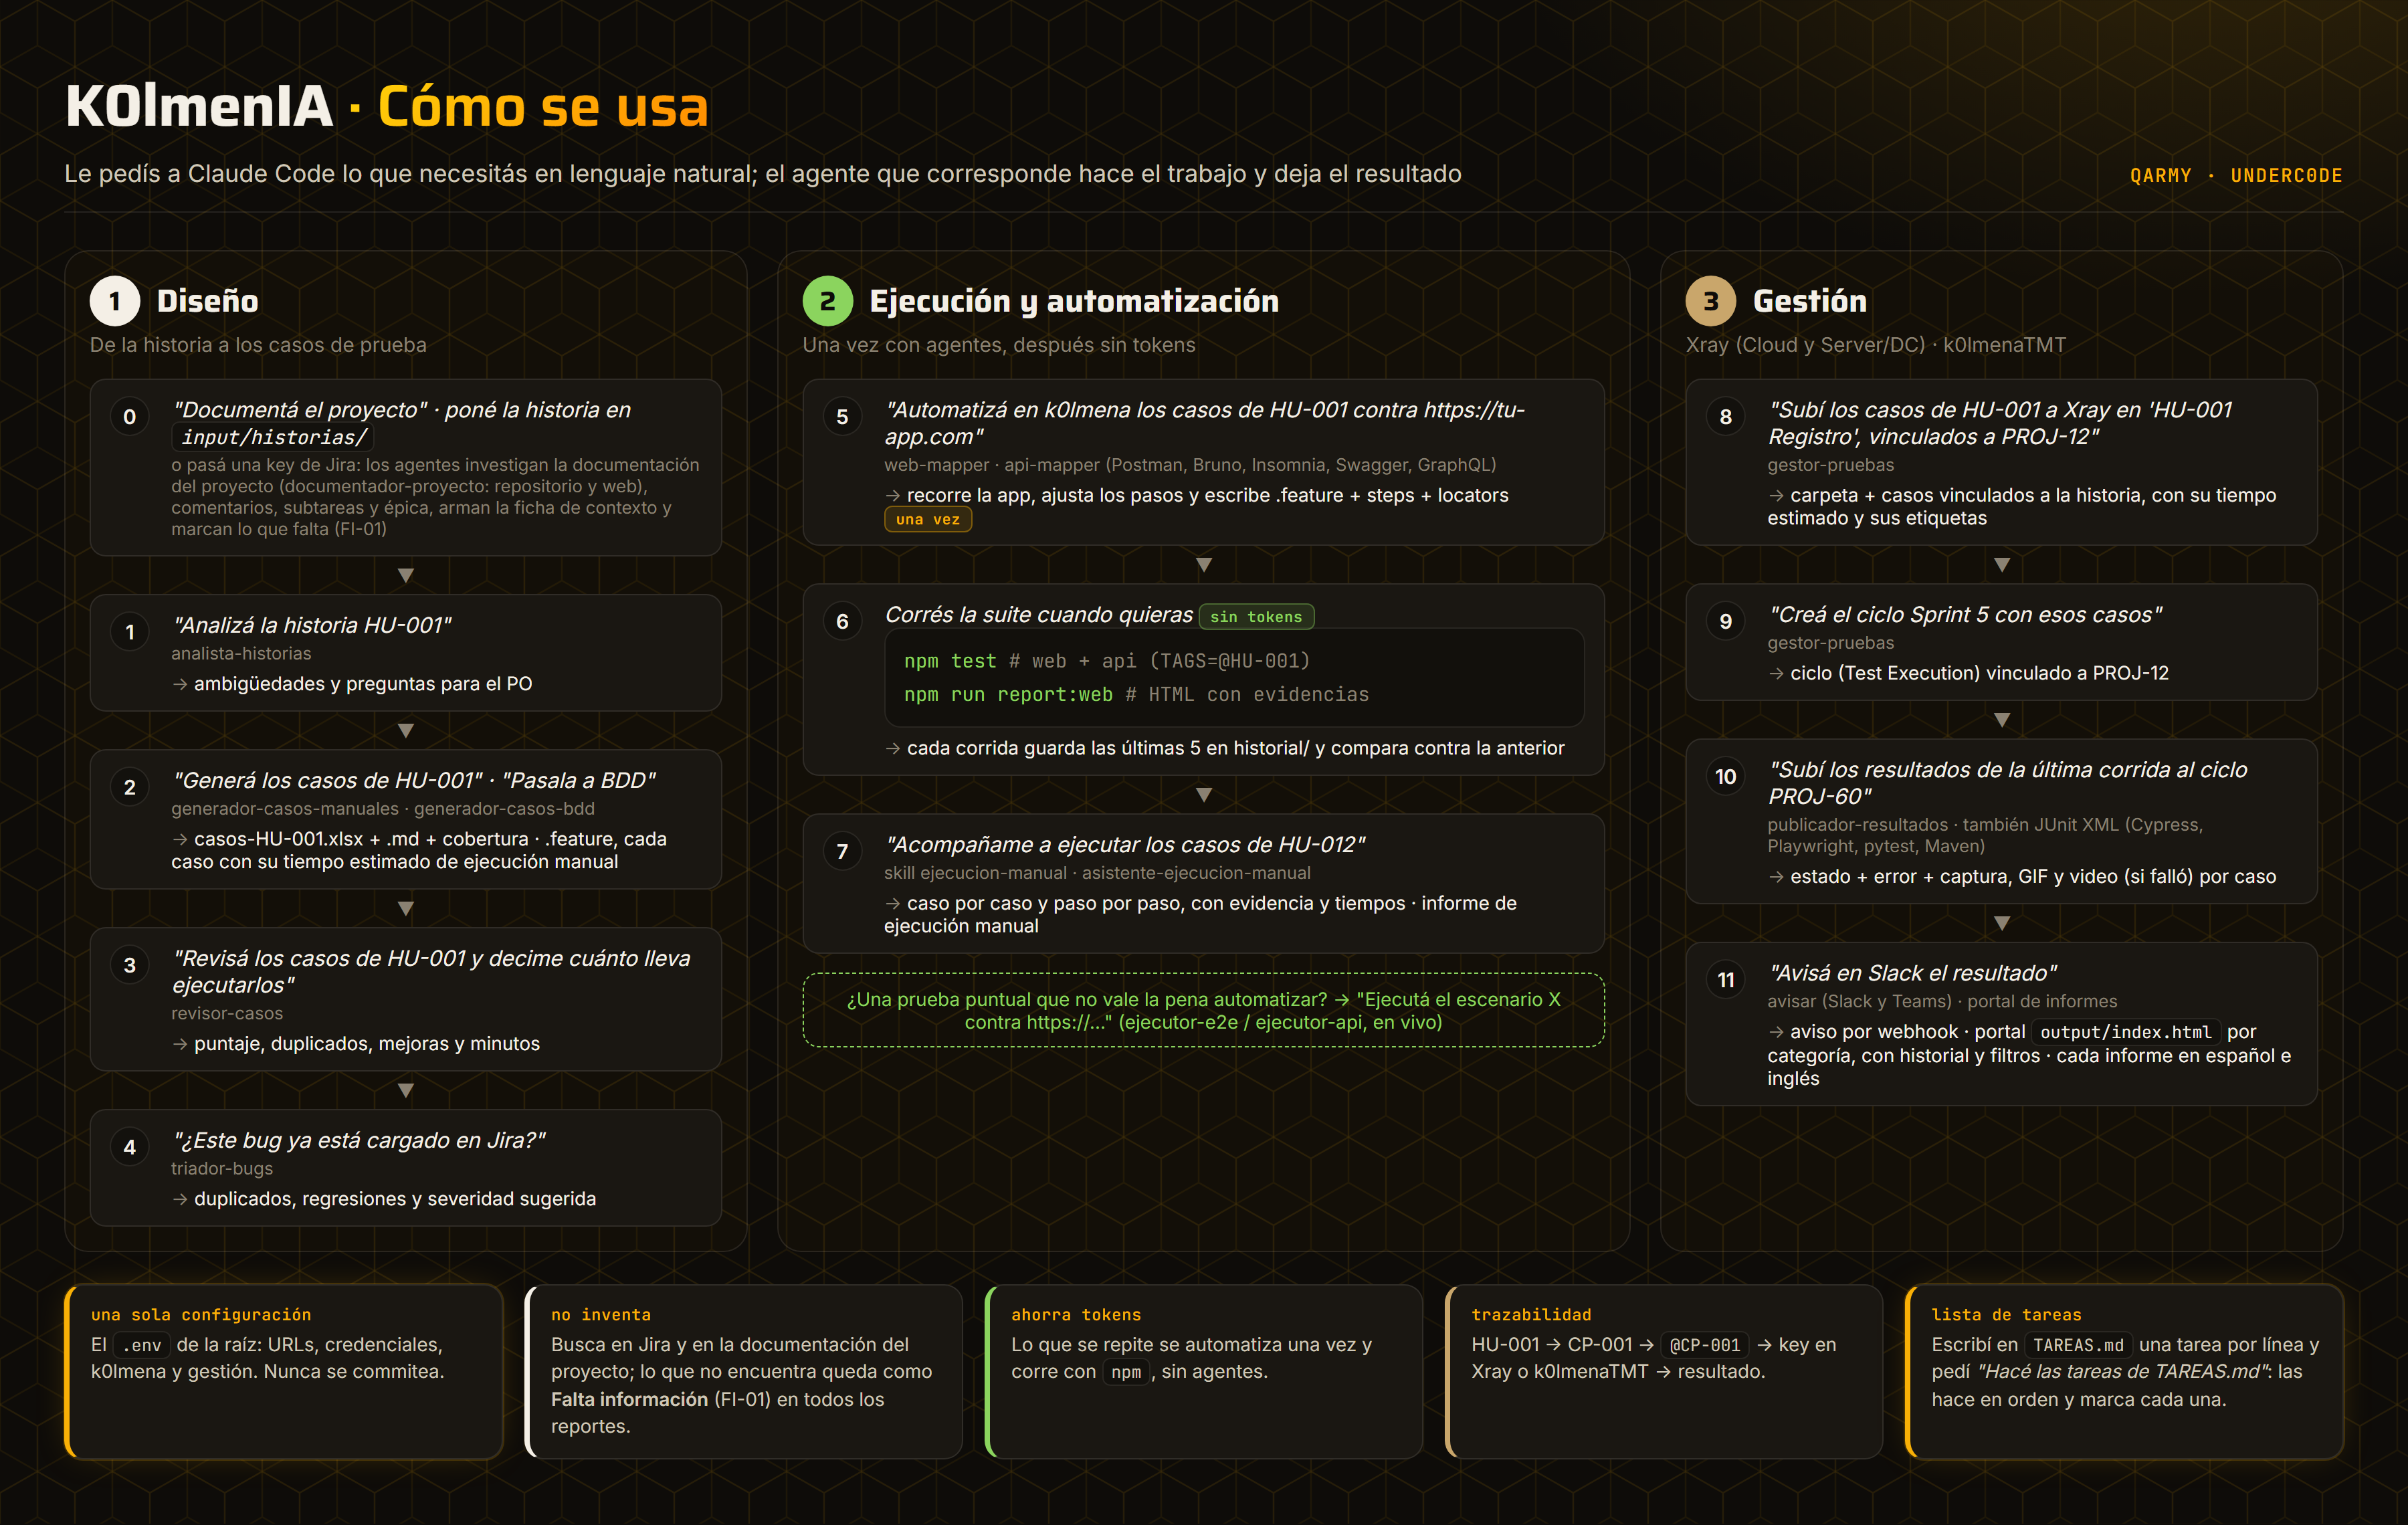 K0lmenIA · Cómo se usa
Le pedís a Claude Code lo que necesitás en lenguaje natural; el agente que corresponde hace el trabajo y deja el resultado
QARMY · UNDERC0DE
1 Diseño
De la historia a los casos de prueba
0
"Documentá el proyecto" · poné la historia en
input/historias/
o pasá una key de Jira: los agentes investigan la documentación
del proyecto (documentador-proyecto: repositorio y web),
comentarios, subtareas y épica, arman la ficha de contexto y
marcan lo que falta (FI-01)
▼
1
"Analizá la historia HU-001"
analista-historias
→ ambigüedades y preguntas para el PO
▼
2
"Generá los casos de HU-001" · "Pasala a BDD"
generador-casos-manuales · generador-casos-bdd
→ casos-HU-001.xlsx + .md + cobertura · .feature, cada
caso con su tiempo estimado de ejecución manual
▼
3
"Revisá los casos de HU-001 y decime cuánto lleva
ejecutarlos"
revisor-casos
→ puntaje, duplicados, mejoras y minutos
▼
4
"¿Este bug ya está cargado en Jira?"
triador-bugs
→ duplicados, regresiones y severidad sugerida
2 Ejecución y automatización
Una vez con agentes, después sin tokens
5
"Automatizá en k0lmena los casos de HU-001 contra https://tu-
app.com"
web-mapper · api-mapper (Postman, Bruno, Insomnia, Swagger, GraphQL)
→ recorre la app, ajusta los pasos y escribe .feature + steps + locators
una vez
▼
6
Corrés la suite cuando quieras sin tokens
npm test # web + api (TAGS=@HU-001)
npm run report:web # HTML con evidencias
→ cada corrida guarda las últimas 5 en historial/ y compara contra la anterior
▼
7
"Acompañame a ejecutar los casos de HU-012"
skill ejecucion-manual · asistente-ejecucion-manual
→ caso por caso y paso por paso, con evidencia y tiempos · informe de
ejecución manual
¿Una prueba puntual que no vale la pena automatizar? → "Ejecutá el escenario X
contra https://..." (ejecutor-e2e / ejecutor-api, en vivo)
3 Gestión
Xray (Cloud y Server/DC) · k0lmenaTMT
8
"Subí los casos de HU-001 a Xray en 'HU-001
Registro', vinculados a PROJ-12"
gestor-pruebas
→ carpeta + casos vinculados a la historia, con su tiempo
estimado y sus etiquetas
▼
9
"Creá el ciclo Sprint 5 con esos casos"
gestor-pruebas
→ ciclo (Test Execution) vinculado a PROJ-12
▼
10
"Subí los resultados de la última corrida al ciclo
PROJ-60"
publicador-resultados · también JUnit XML (Cypress,
Playwright, pytest, Maven)
→ estado + error + captura, GIF y video (si falló) por caso
▼
11
"Avisá en Slack el resultado"
avisar (Slack y Teams) · portal de informes
→ aviso por webhook · portal output/index.html por
categoría, con historial y filtros · cada informe en español e
inglés
una sola configuración
El .env de la raíz: URLs, credenciales,
k0lmena y gestión. Nunca se commitea.
no inventa
Busca en Jira y en la documentación del
proyecto; lo que no encuentra queda como
Falta información (FI-01) en todos los
reportes.
ahorra tokens
Lo que se repite se automatiza una vez y
corre con npm, sin agentes.
trazabilidad
HU-001 → CP-001 → @CP-001 → key en
Xray o k0lmenaTMT → resultado.
lista de tareas
Escribí en TAREAS.md una tarea por línea y
pedí "Hacé las tareas de TAREAS.md": las
hace en orden y marca cada una.